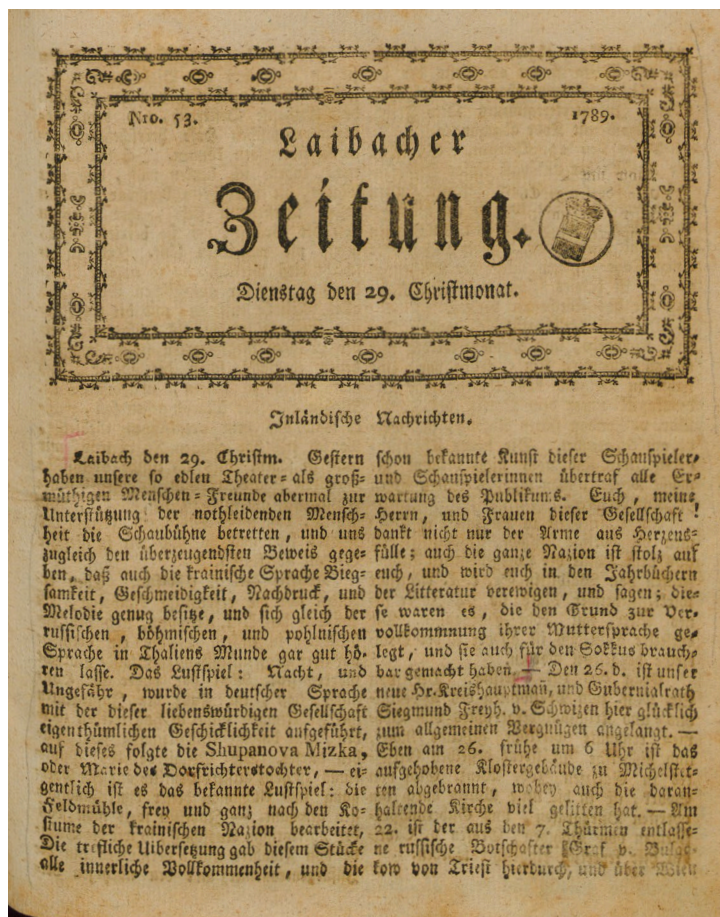 Nro. 53.
1789.
Laibacher
Zeitung.
Dienstag den 29. Christmonat.
Inländische Nachrichten.
Laibach den 29. Christm. Gestern
haben unsere so edlen Theater⸗als groß⸗
müthigen Menschen⸗Freunde abermal zur
Unterstützung der nothleidenden Mensch⸗
heit die Schaubühne betretten, und uns
zugleich den überzeugendsten Beweis gege⸗
ben, daß auch die krainische Sprache Bieg⸗
samkeit, Geschmeidigkeit, Nachdruck, und
Melodie genug besitze, und sich gleich der
russischen, böhmischen, und pohlnischen
Sprache in Thaliens Munde gar gut hö⸗
ren lasse. Das Lustspiel: Nacht, und
Ungefähr, wurde in deutscher Sprache
mit der dieser liebenswürdigen Gesellschaft
eigenthümlichen Geschicklichkeit aufgeführt,
auf dieses folgte die Shupanova Mizka,
oder Marie des Dorfrichterstochter, — ei⸗
gentlich ist es das bekannte Lustspiel: die
Feldmühle, frey und ganz nach den Ko⸗
stume der krainischen Nazion bearbeitet,
Die trefliche Uibersetzung gab diesem Stücke
alle innerliche Vollkommenheit, und die
schon bekannte Kunst dieser Schauspieler⸗
und Schauspielerinnen übertraf alle Er⸗
wartung des Publikums. Euch, meine
Herrn, und Frauen dieser Gesellschaft!
dankt nicht nur der Arme aus Herzens⸗
fülle; auch die ganze Nazion ist stolz auf
euch, und wird euch in den Jahrbüchern
der Litteratur verewigen, und sagen; die⸗
se waren es, die den Grund zur Ver⸗
vollkommnung ihrer Muttersprache ge⸗
legt, und sie auch für den Sokkus brauch⸗
bar gemacht haben. — Den 26. d. ist unser
neue Hr. Kreishauptman̄, und Gubernialrath
Siegmund Freyh. v. Schwizen hier glücklich
zum allgemeinen Vergnügen angelangt. —
Eben am 26. frühe um 6 Uhr ist das
aufgehobene Klostergebäude zu Michelstet⸗
ten abgebrannt, wobey auch die daran⸗
haltende Kirche viel gelitten hat. — Am
22. ist der aus den 7. Thürmen entlasse⸗
ne russische Botschafter Graf v. Bulga⸗
kow von Triest hierdurch, und über Wien